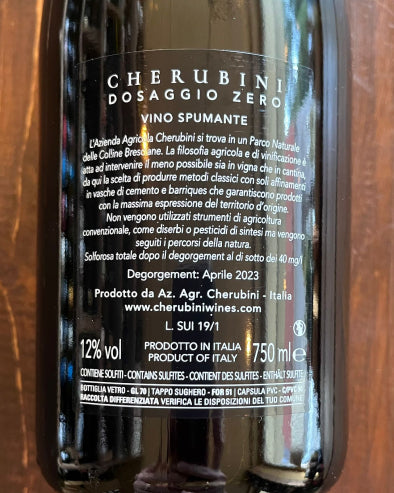 CHERUBINI
DOSAGGIO ZERO
VINO SPUMANTE
L'Azienda Agricola Cherubini si trova in un Parco Naturale
delle Colline Bresciane. La filosofia agricola e di vinificazione è
fatta ad intervenire il meno possibile sia in vigna che in cantina,
da qui la scelta di produrre metodi classici con soli affinamenti
in vasche di cemento e barriques che garantiscono prodotti
con la massima espressione del territorio d'origine.
Non vengono utilizzati strumenti di agricoltura
convenzionale, come diserbi o pesticidi di sintesi ma vengono
seguiti i percorsi della natura.
Solforosa totale dopo il degorgement al di sotto dei 40 mg/l
Degorgement: Aprile 2023
Prodotto da Az. Agr. Cherubini - Italia
www.cherubiniwines.com
L. SUI 19/1
12% vol PRODOTTO IN ITALIA 750 ml e
PRODUCT OF ITALY
CONTIENE SOLFITI - CONTAINS SULFITES - CONTIENT DES SULFITES - ENTHÄLT SULFITE
BOTTIGLIA VETRO - GL 70 | TAPPO SUGHERO - FOR 51 | CAPSULA PVC - C/PVC
RACCOLTA DIFFERENZIATA VERIFICA LE DISPOSIZIONI DEL TUO COMUNE